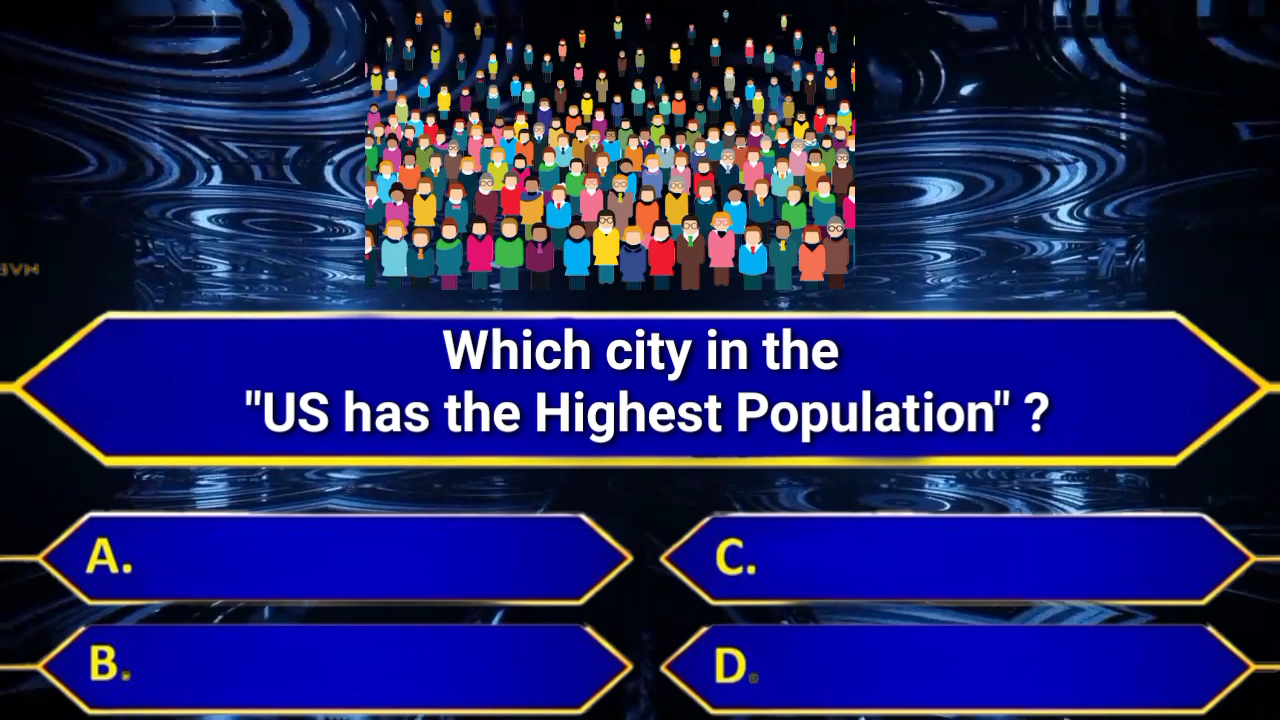 Which city in the
"US has the Highest Population" ?
A.
C.
B.
D.